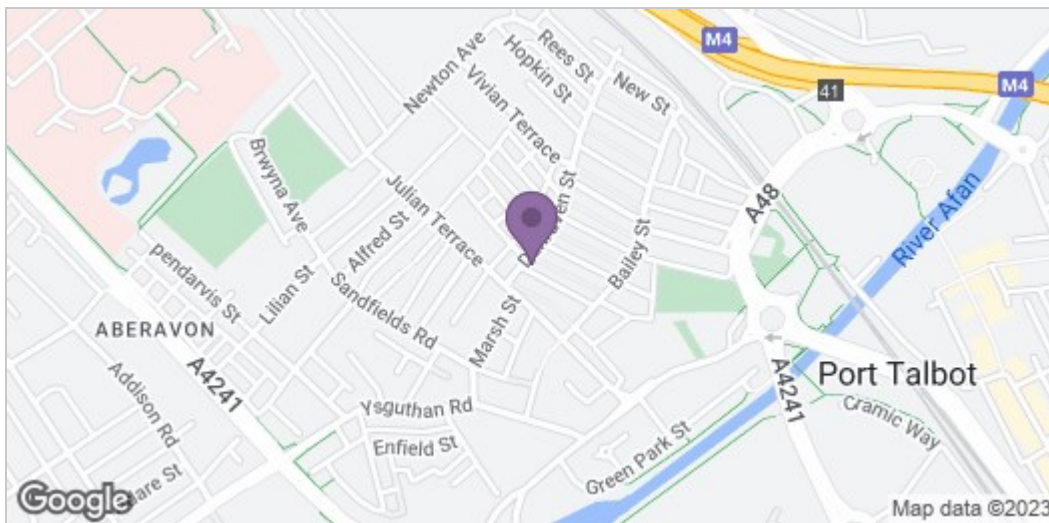 M4
M4
41
Rees St
Hopkin St
New St
Newton Ave
Vivian Terrace
Brwyna Ave
Julian Terrace
Alfred St
A48
River Afan
Bailey St
pendarvis St
Lilian St
Sandfields Rd
Marsh St
ABERAVON
A4241
Addison Rd
Port Talbot
A4241
Ysguthan Rd
Cramic Way
Enfield St
Green Park St
Google
Map data ©2023